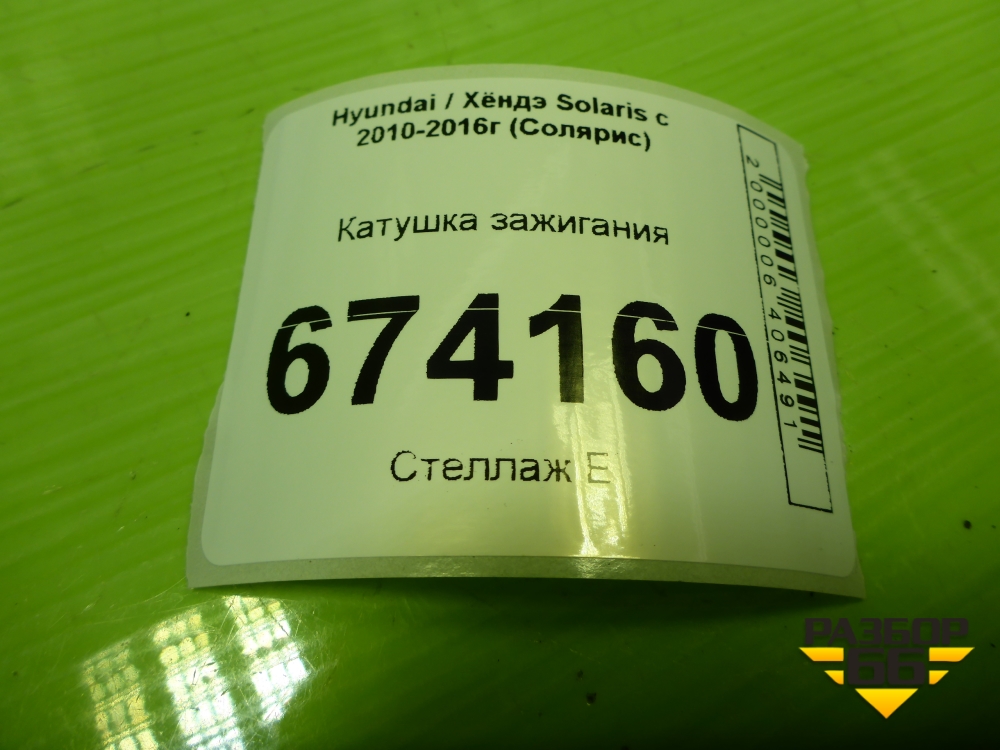 Hyundai / Хёндэ Solaris с
2010-2016г (Солярис)
Катушка зажигания
674160
Стеллаж Е
2000006406491
РАЗБОР
66